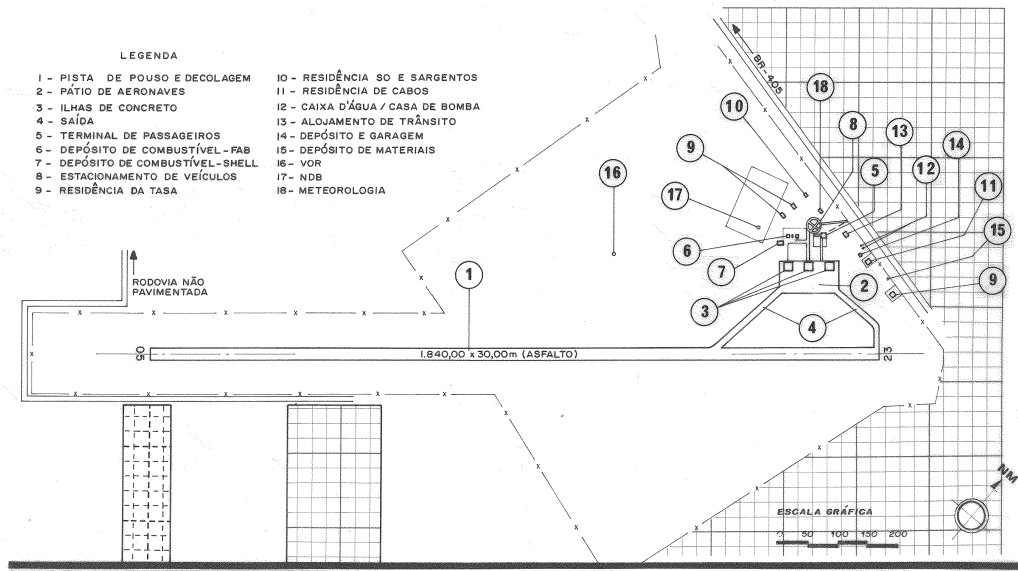 LEGENDA
1 - PISTA DE POUSO E DECOLAGEM
2 - PÁTIO DE AERONAVES
3 - ILHAS DE CONCRETO
4 - SAÍDA
5 - TERMINAL DE PASSAGEIROS
6 - DEPÓSITO DE COMBUSTÍVEL-FAB
7 - DEPÓSITO DE COMBUSTÍVEL-SHELL
8 - ESTACIONAMENTO DE VEÍCULOS
9 - RESIDÊNCIA DA TASA
10 - RESIDÊNCIA SO E SARGENTOS
11 - RESIDÊNCIA DE CABOS
12 - CAIXA D'ÁGUA / CASA DE BOMBA
13 - ALOJAMENTO DE TRÂNSITO
14 - DEPÓSITO E GARAGEM
15 - DEPÓSITO DE MATERIAIS
16 - VOR
17 - NDB
18 - METEOROLOGIA
BR-405
18
10
8
13
9
14
5
12
16
11
17
15
6
7
1
9
2
3
4
RODOVIA NÃO
PAVIMENTADA
05
1.840,00 x 30,00m (ASFALTO)
23
NM
ESCALA GRÁFICA
0 50 100 150 200